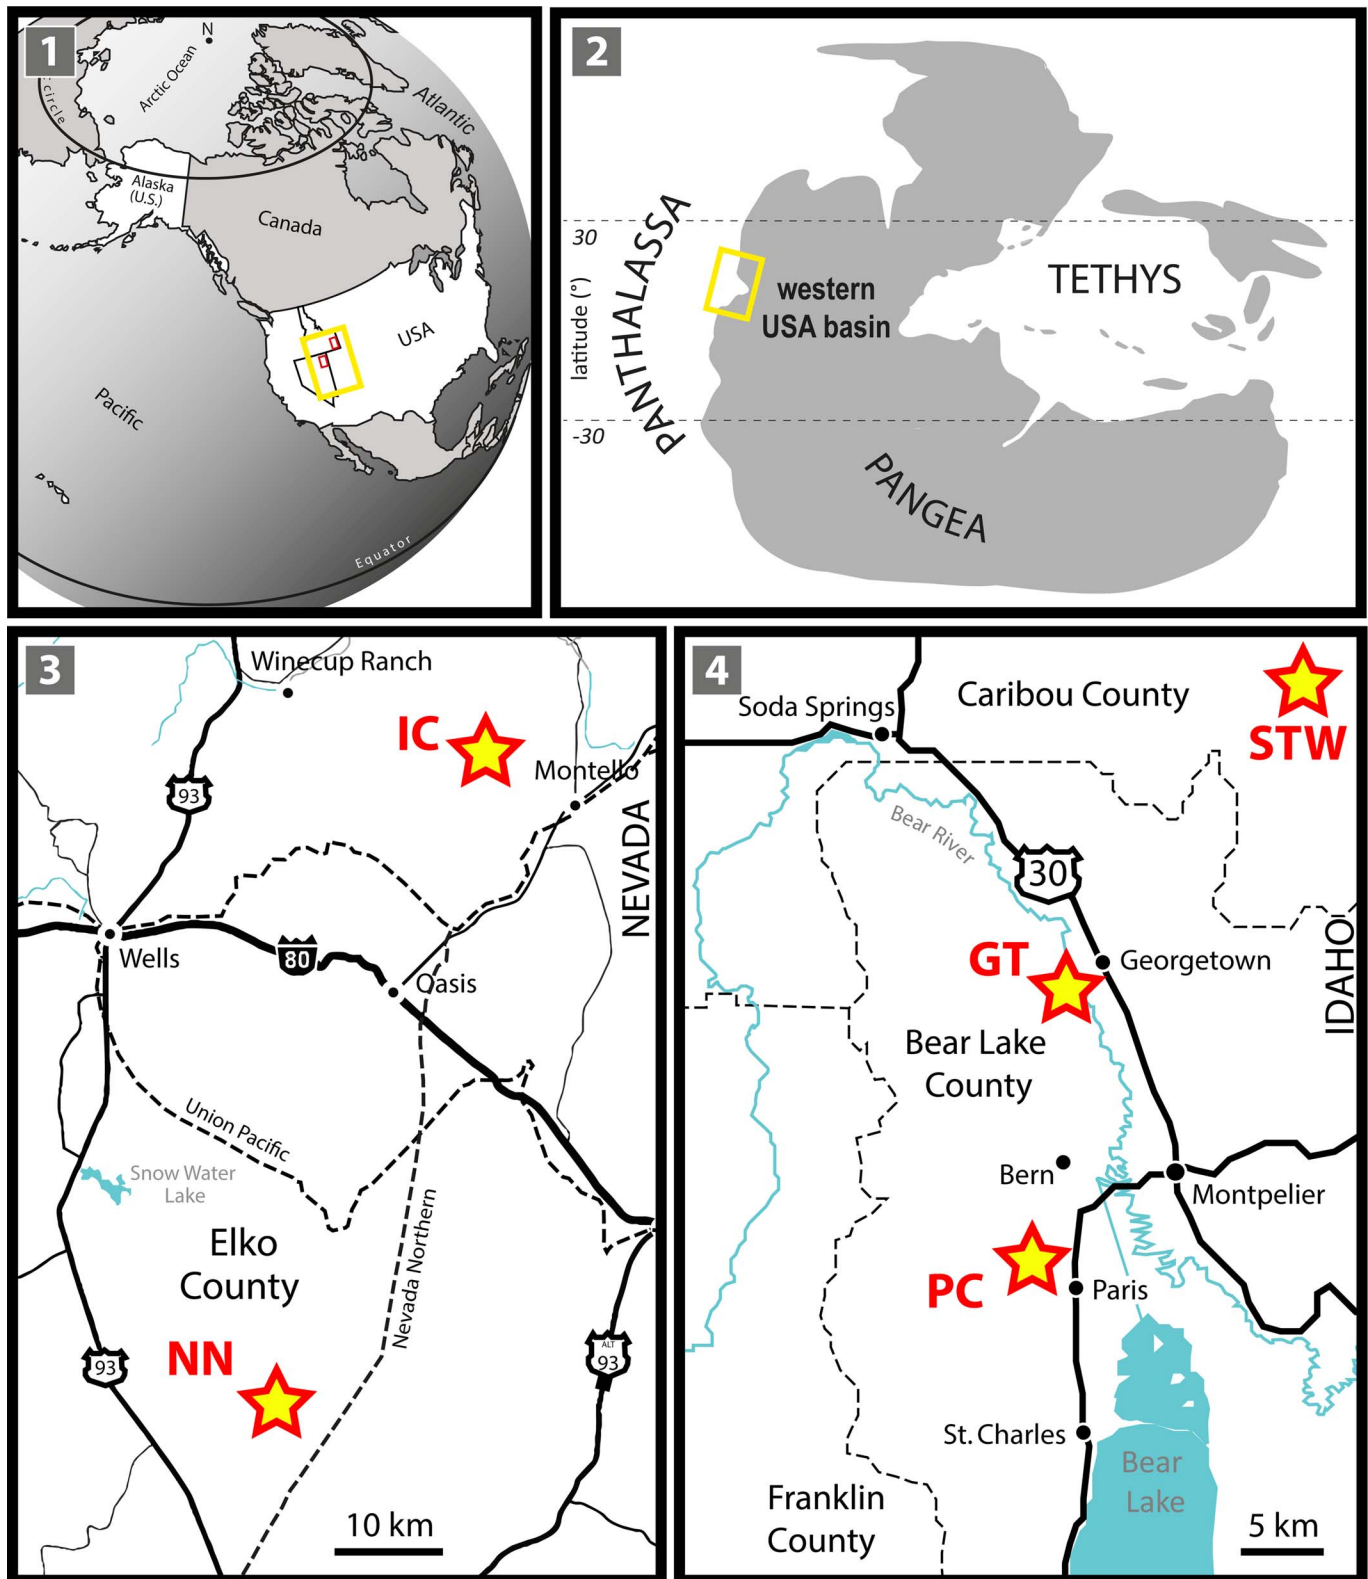 1
N
Arctic Ocean
circle
Atlantic
Alaska
(U.S.)
Canada
USA
Pacific
Equator
2
30
PANTHALASSA
latitude (°)
western
USA basin
TETHYS
-30
PANGEA
3
Winecup Ranch
IC
Montello
93
NEVADA
Wells
80
Oasis
Union Pacific
Snow Water
Lake
Elko
County
Nevada Northern
NN
93
ALT
93
10 km
4
Soda Springs
Caribou County
STW
Bear River
30
GT
Georgetown
IDAHO
Bear Lake
County
Bern
Montpelier
PC
Paris
St. Charles
Bear
Lake
Franklin
County
5 km